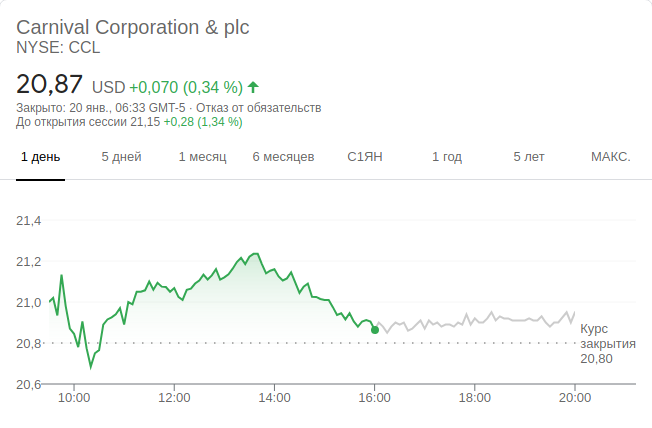 Carnival Corporation & plc
NYSE: CCL
20,87 USD +0,070 (0,34 %)
Закрыто: 20 янв., 06:33 GMT-5 · Отказ от обязательств
До открытия сессии 21,15 +0,28 (1,34 %)
1 день 5 дней 1 месяц 6 месяцев С1ЯН 1 год 5 лет МАКС.
21,4
21,2
21,0
20,8
20,6
Курс
закрытия
20,80
10:00 12:00 14:00 16:00 18:00 20:00